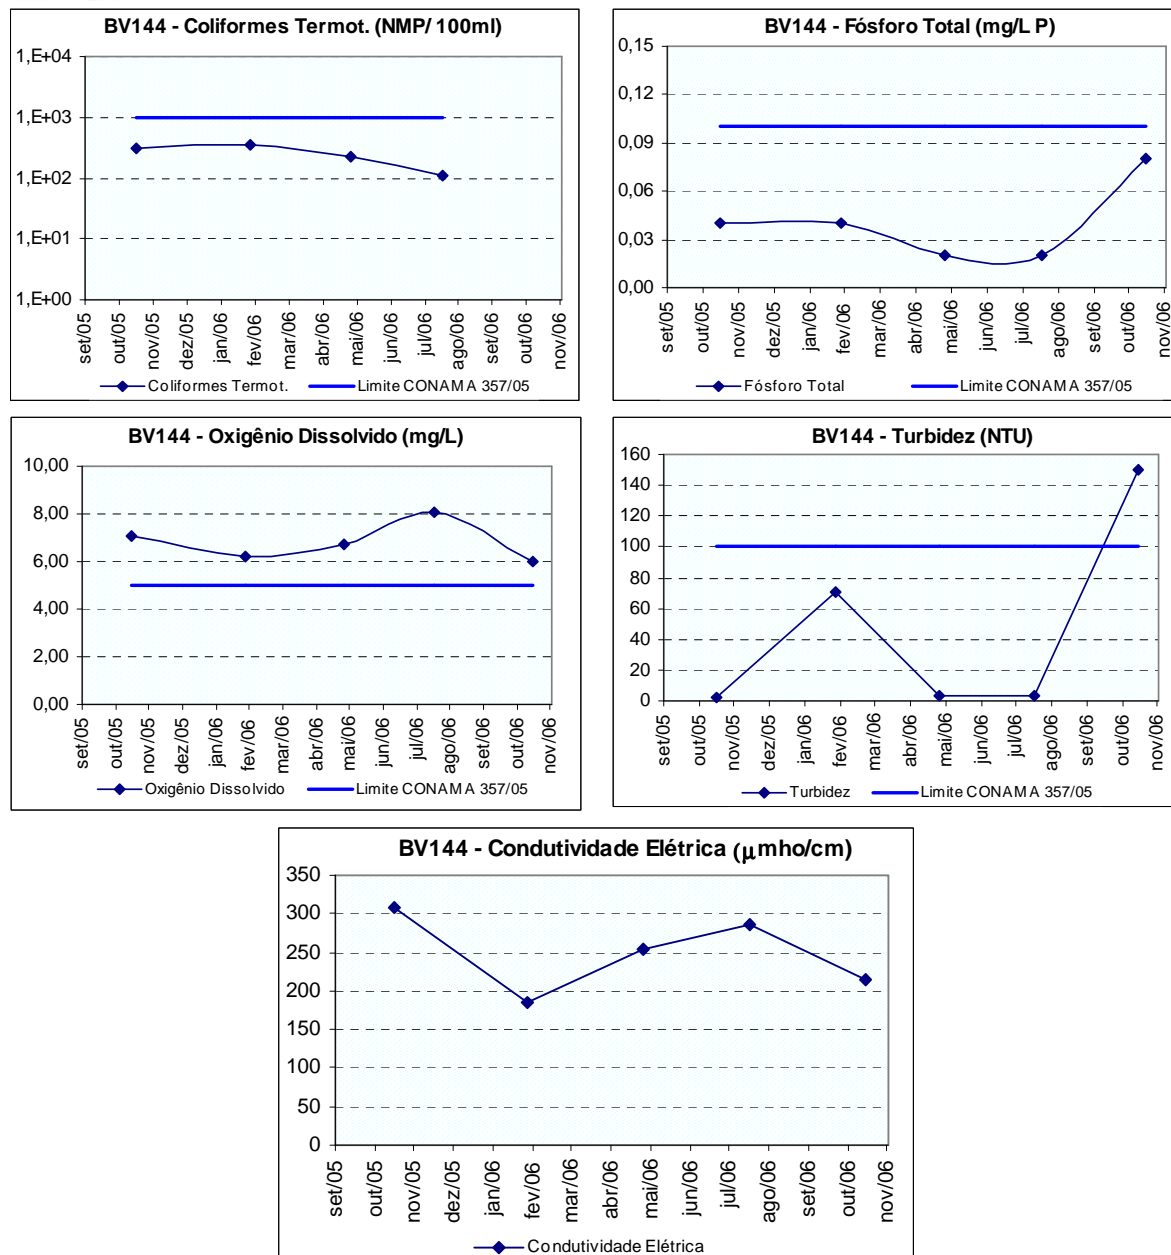 BV144 - Coliformes Termot. (NMP/ 100ml)
1,E+04
1,E+03
1,E+02
1,E+01
1,E+00
set/05
out/05
nov/05
dez/05
jan/06
fev/06
mar/06
abr/06
mai/06
jun/06
jul/06
ago/06
set/06
out/06
nov/06
Coliformes Termot.
Limite CONAMA 357/05
BV144 - Fósforo Total (mg/L P)
0,15
0,12
0,09
0,06
0,03
0,00
set/05
out/05
nov/05
dez/05
jan/06
fev/06
mar/06
abr/06
mai/06
jun/06
jul/06
ago/06
set/06
out/06
nov/06
Fósforo Total
Limite CONAMA 357/05
BV144 - Oxigênio Dissolvido (mg/L)
10,00
8,00
6,00
4,00
2,00
0,00
set/05
out/05
nov/05
dez/05
jan/06
fev/06
mar/06
abr/06
mai/06
jun/06
jul/06
ago/06
set/06
out/06
nov/06
Oxigênio Dissolvido
Limite CONAMA 357/05
BV144 - Turbidez (NTU)
160
140
120
100
80
60
40
20
0
set/05
out/05
nov/05
dez/05
jan/06
fev/06
mar/06
abr/06
mai/06
jun/06
jul/06
ago/06
set/06
out/06
nov/06
Turbidez
Limite CONAMA 357/05
BV144 - Condutividade Elétrica (μmho/cm)
350
300
250
200
150
100
50
0
set/05
out/05
nov/05
dez/05
jan/06
fev/06
mar/06
abr/06
mai/06
jun/06
jul/06
ago/06
set/06
out/06
nov/06
Condutividade Elétrica